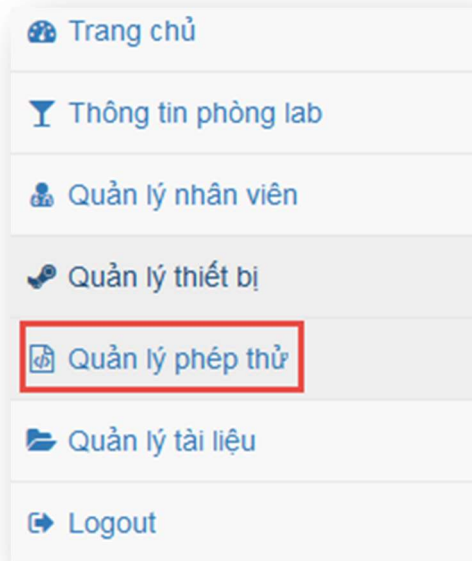 Trang chủ
Thông tin phòng lab
Quản lý nhân viên
Quản lý thiết bị
Quản lý phép thử
Quản lý tài liệu
Logout